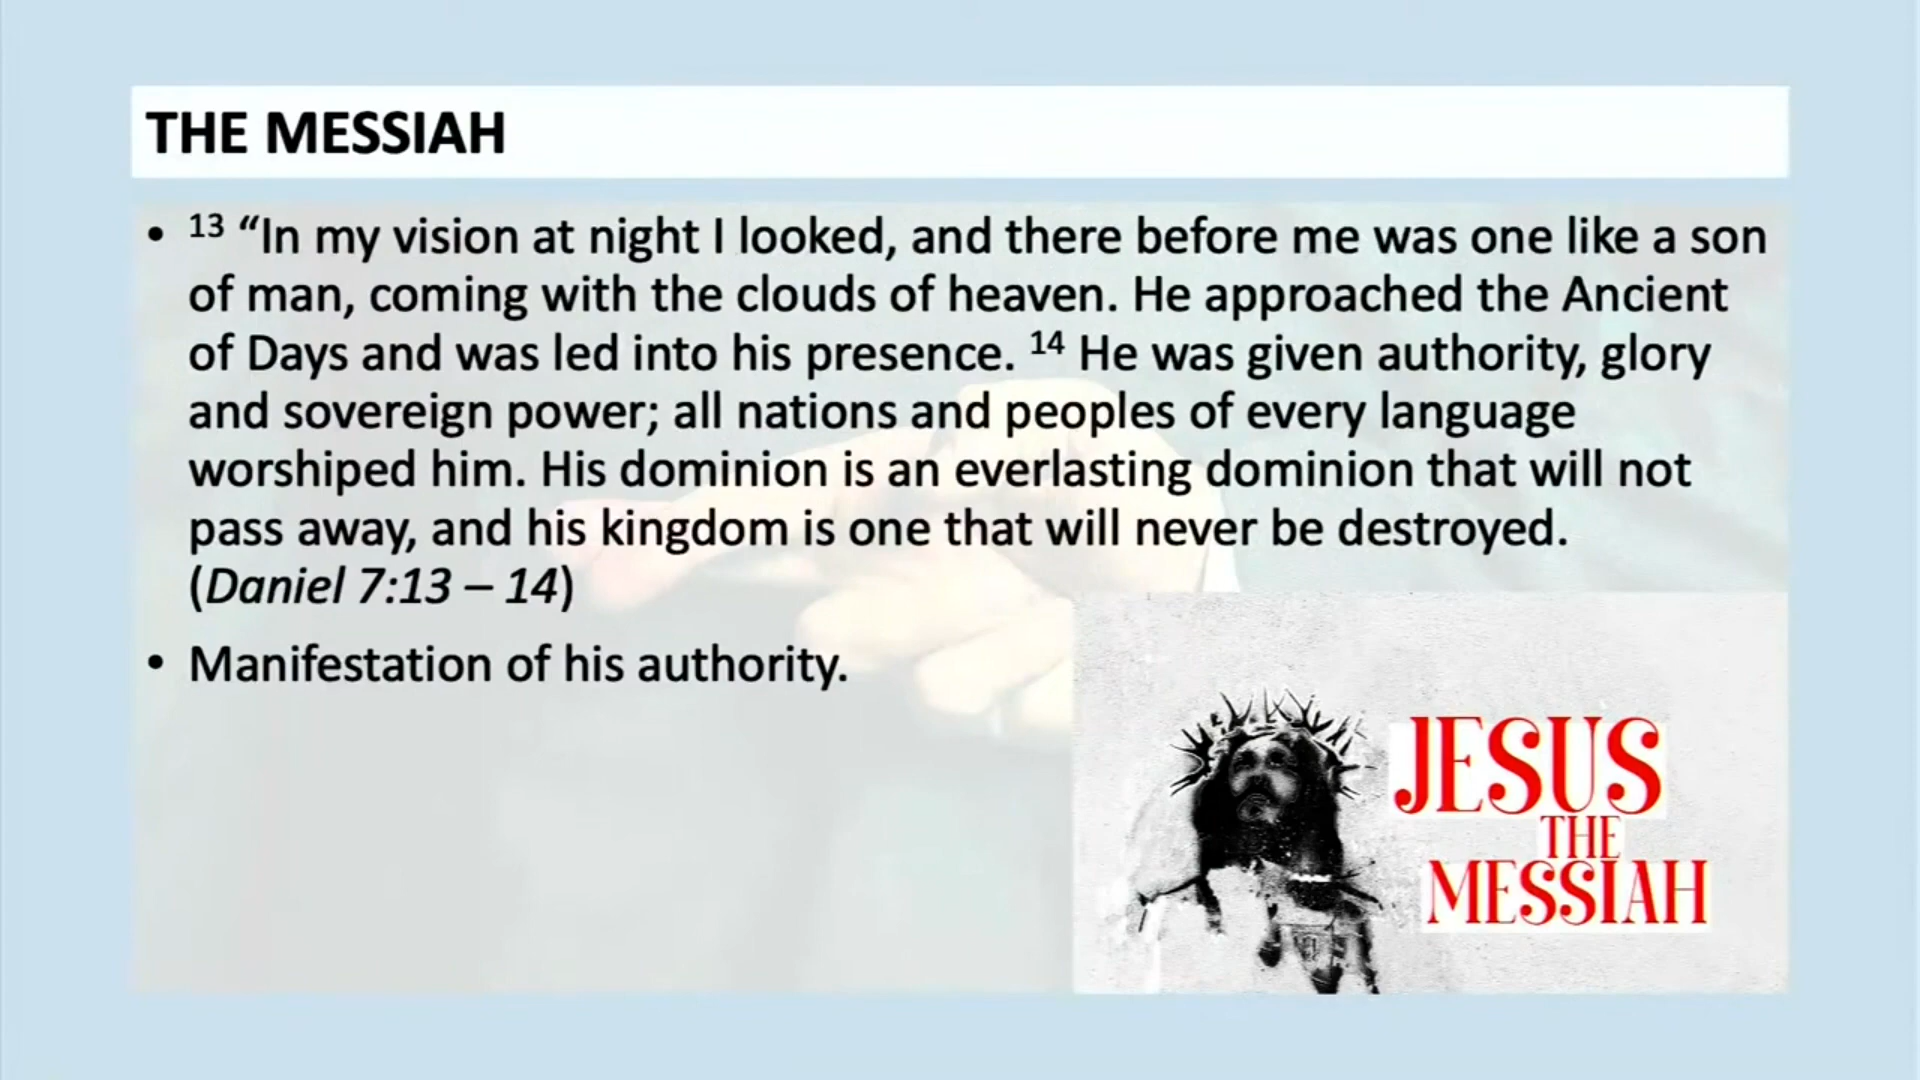 THE MESSIAH
• ¹³ “In my vision at night I looked, and there before me was one like a son
of man, coming with the clouds of heaven. He approached the Ancient
of Days and was led into his presence. ¹⁴ He was given authority, glory
and sovereign power; all nations and peoples of every language
worshiped him. His dominion is an everlasting dominion that will not
pass away, and his kingdom is one that will never be destroyed.
(Daniel 7:13 – 14)
• Manifestation of his authority.
JESUS
THE
MESSIAH